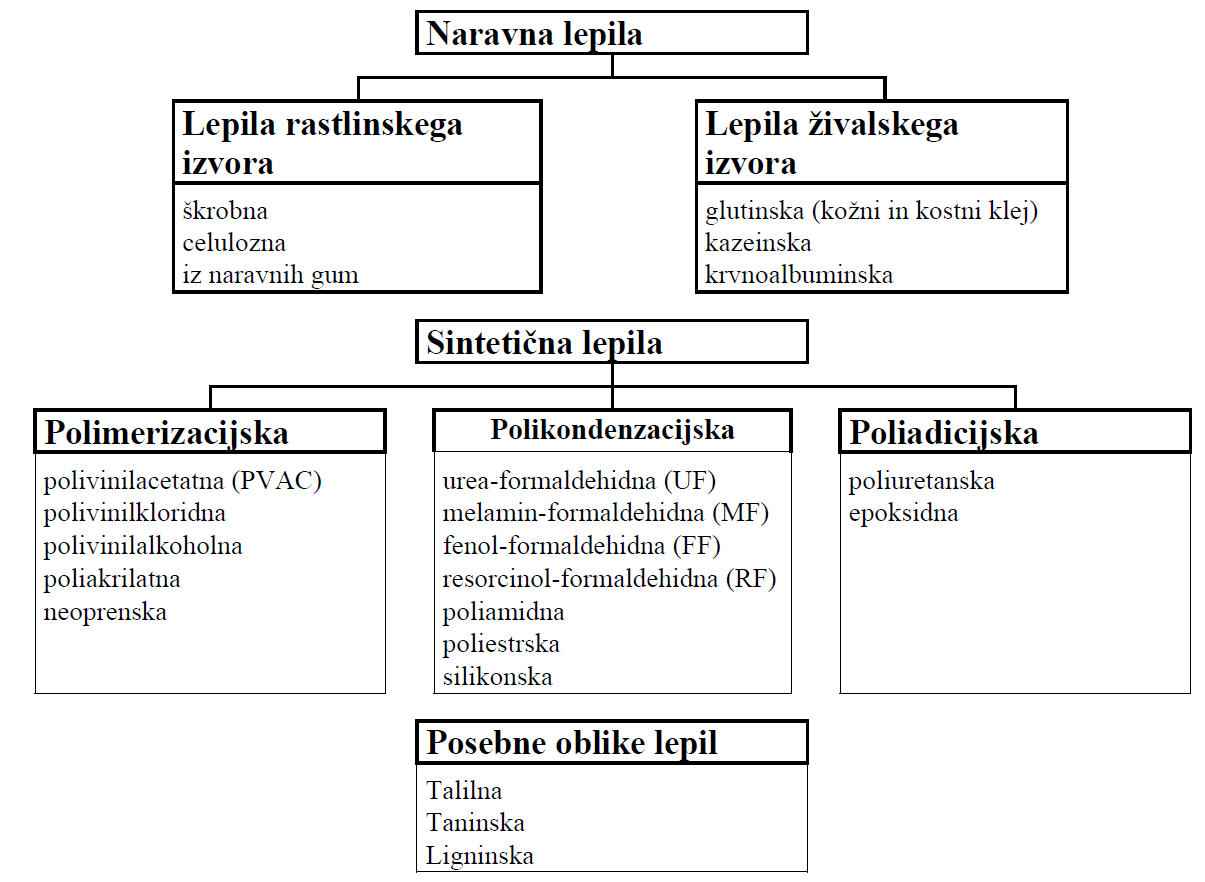 Naravna lepila
Lepila rastlinskega
izvora
škrobna
celulozna
iz naravnih gum
Lepila živalskega
izvora
glutinska (kožni in kostni klej)
kazeinska
krvnoalbuminska
Sintetična lepila
Polimerizacijska
polivinilacetatna (PVAC)
polivinilkloridna
polivinilalkoholna
poliakrilatna
neoprenska
Polikondenzacijska
urea-formaldehidna (UF)
melamin-formaldehidna (MF)
fenol-formaldehidna (FF)
resorcinol-formaldehidna (RF)
poliamidna
poliestrska
silikonska
Poliadicijska
poliuretanska
epoksidna
Posebne oblike lepil
Talilna
Taninska
Ligninska